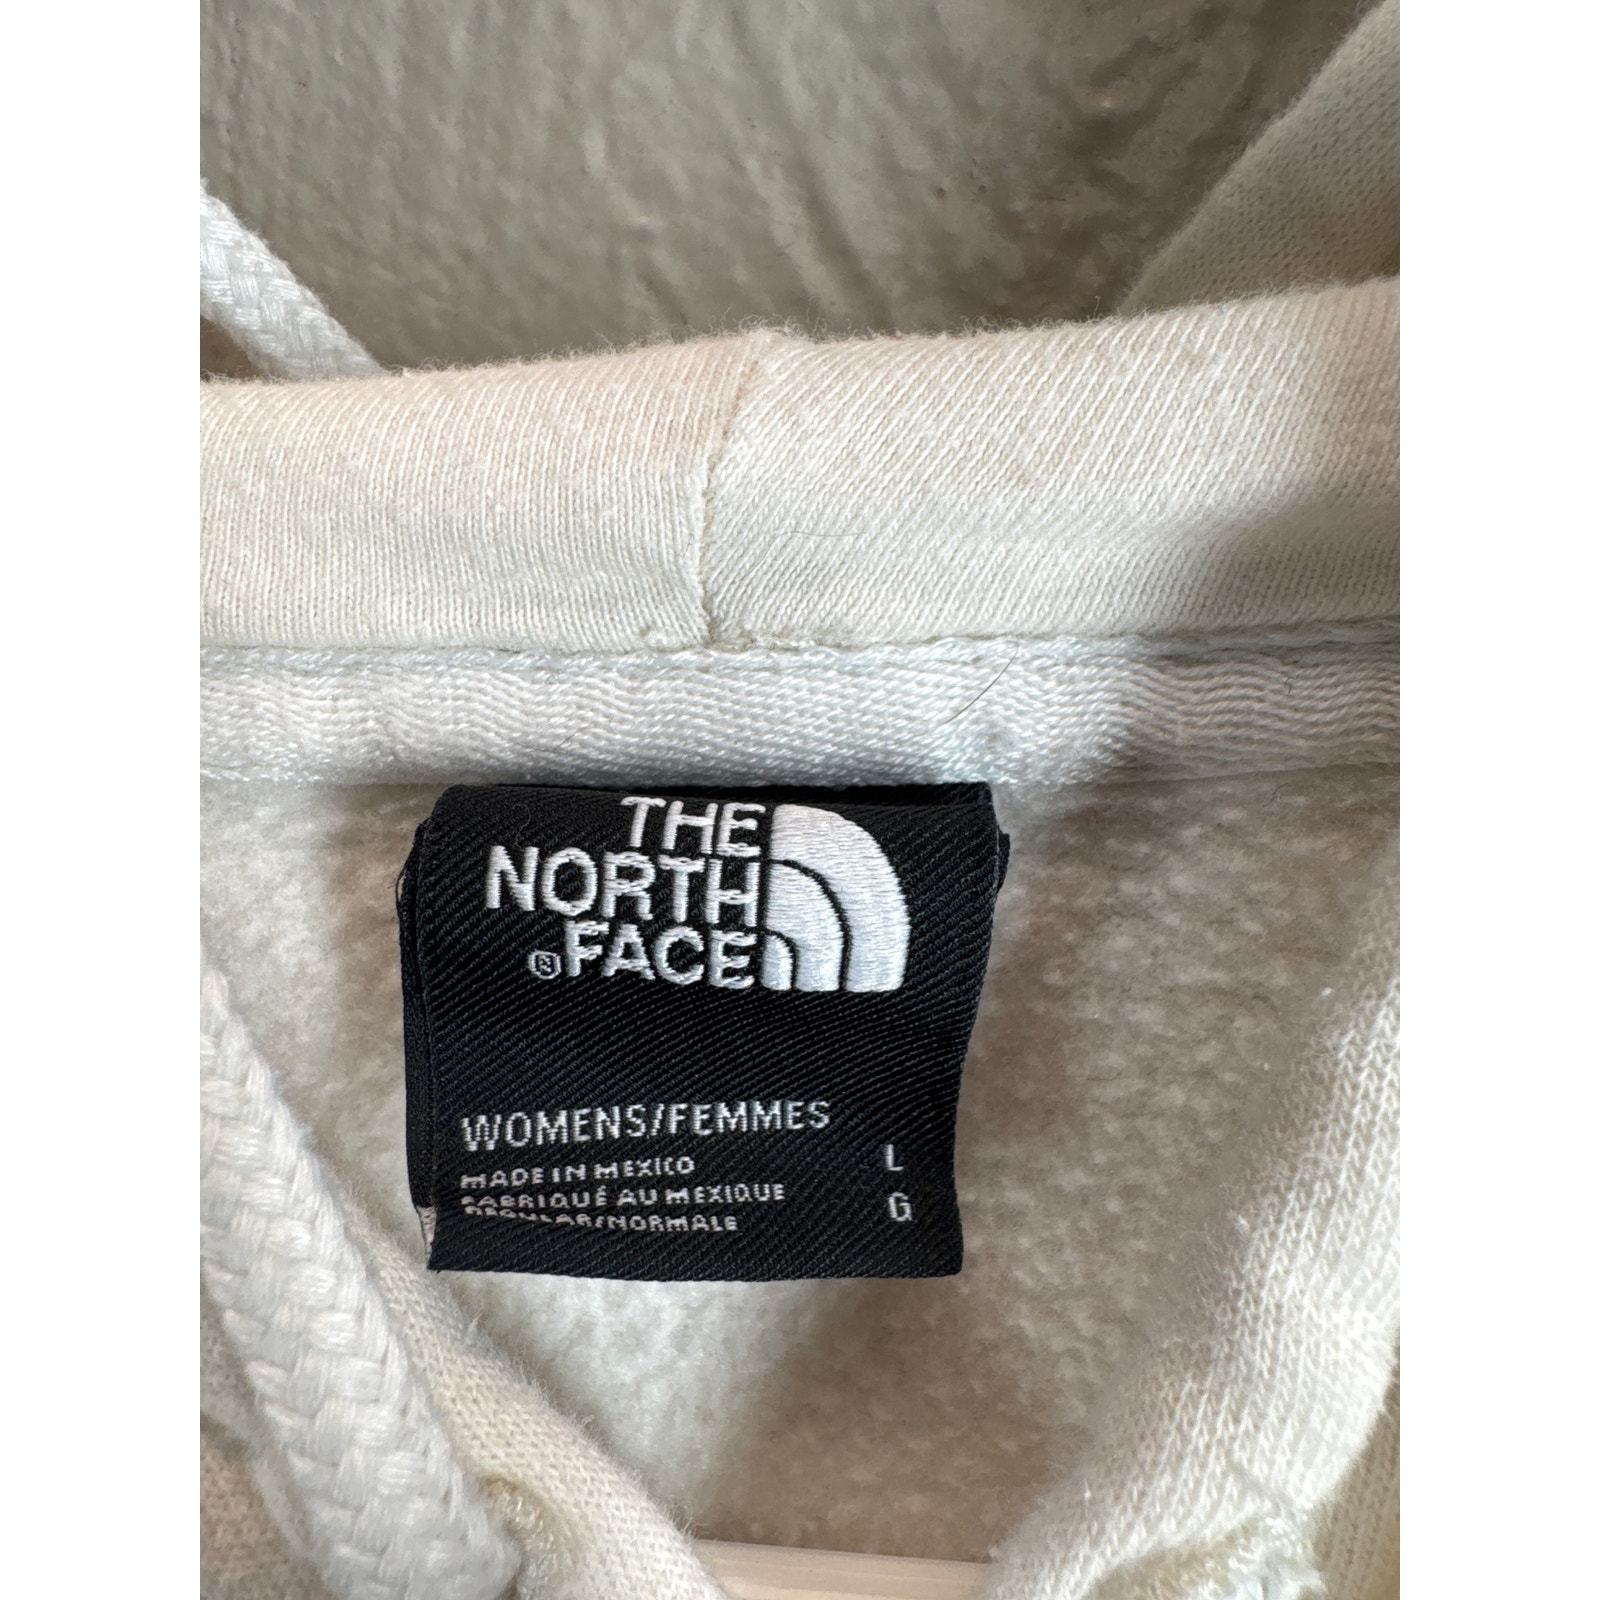 THE
NORTH
®FACE
WOMENS/FEMMES
MADE IN MEXICO L
FABRIQUÉ AU MEXIQUE
REGULAR/NORMALE G